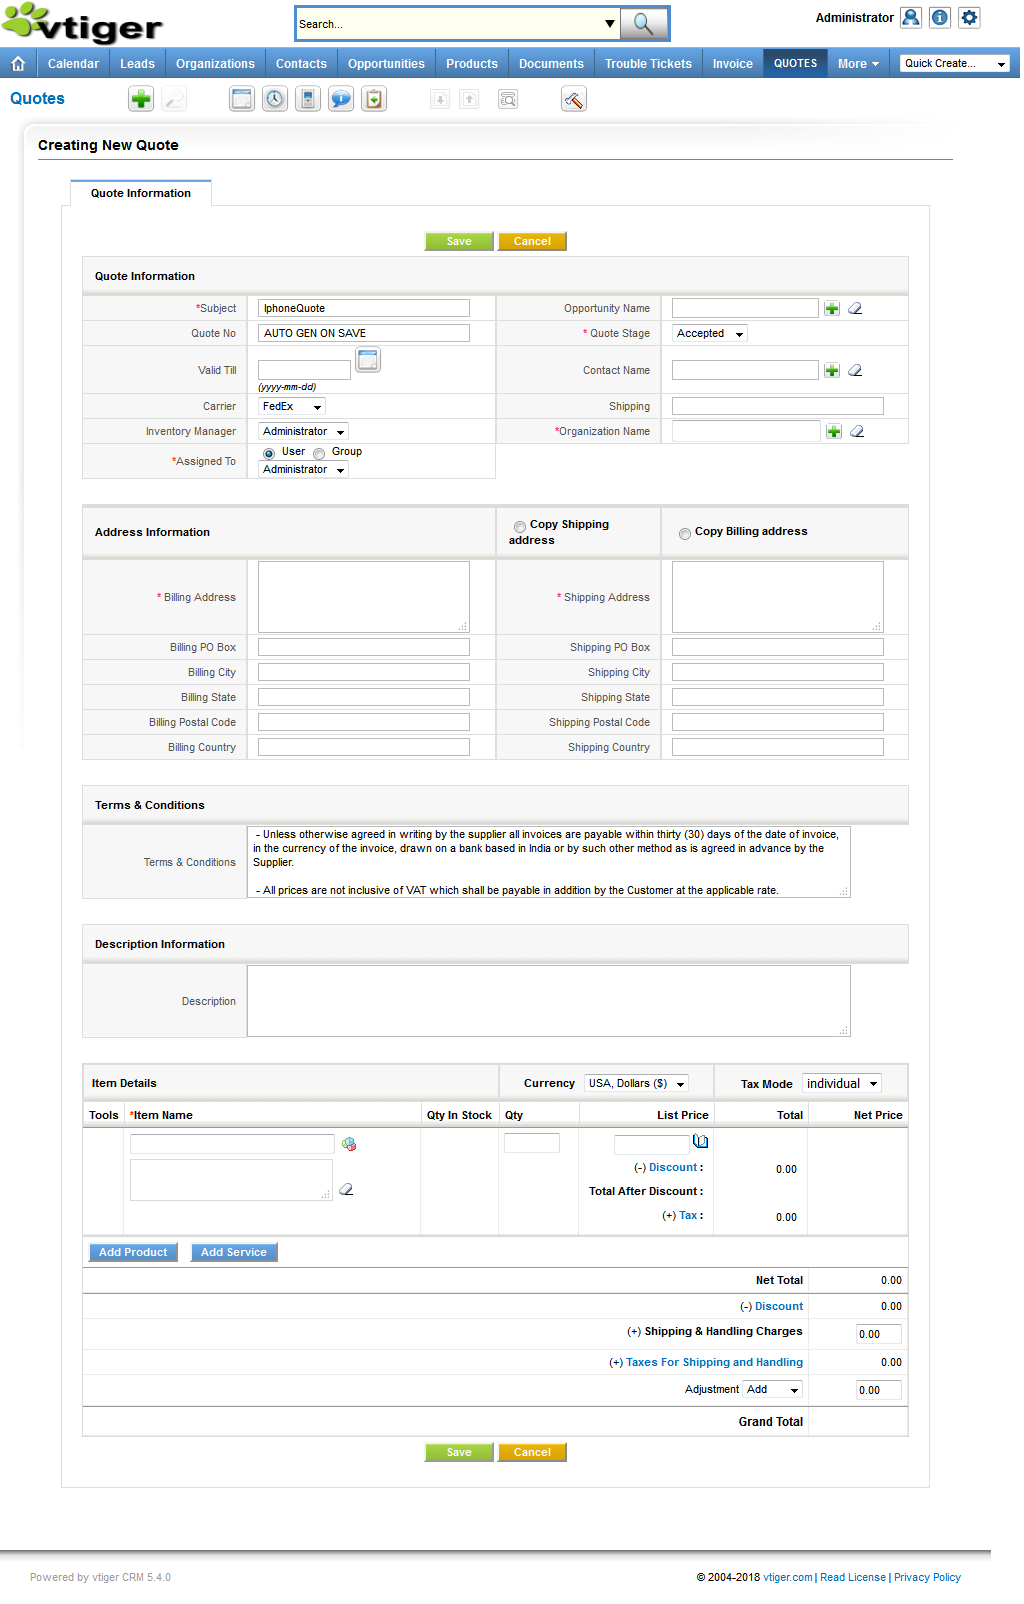 vtiger
Search...
Administrator
Calendar Leads Organizations Contacts Opportunities Products Documents Trouble Tickets Invoice QUOTES More Quick Create...
Quotes
Creating New Quote
Quote Information
Save Cancel
Quote Information
*Subject IphoneQuote Opportunity Name
Quote No AUTO GEN ON SAVE * Quote Stage Accepted
Valid Till Contact Name
(yyyy-mm-dd)
Carrier FedEx Shipping
Inventory Manager Administrator *Organization Name
*Assigned To User Group
Administrator
Address Information Copy Shipping address Copy Billing address
* Billing Address * Shipping Address
Billing PO Box Shipping PO Box
Billing City Shipping City
Billing State Shipping State
Billing Postal Code Shipping Postal Code
Billing Country Shipping Country
Terms & Conditions
Terms & Conditions
- Unless otherwise agreed in writing by the supplier all invoices are payable within thirty (30) days of the date of invoice,
in the currency of the invoice, drawn on a bank based in India or by such other method as is agreed in advance by the
Supplier.
- All prices are not inclusive of VAT which shall be payable in addition by the Customer at the applicable rate.
Description Information
Description
Item Details Currency USA, Dollars ($) Tax Mode individual
Tools *Item Name Qty In Stock Qty List Price Total Net Price
(-) Discount : 0.00
Total After Discount :
(+) Tax : 0.00
Add Product Add Service
Net Total 0.00
(-) Discount 0.00
(+) Shipping & Handling Charges 0.00
(+) Taxes For Shipping and Handling 0.00
Adjustment Add 0.00
Grand Total
Save Cancel
Powered by vtiger CRM 5.4.0 © 2004-2018 vtiger.com | Read License | Privacy Policy